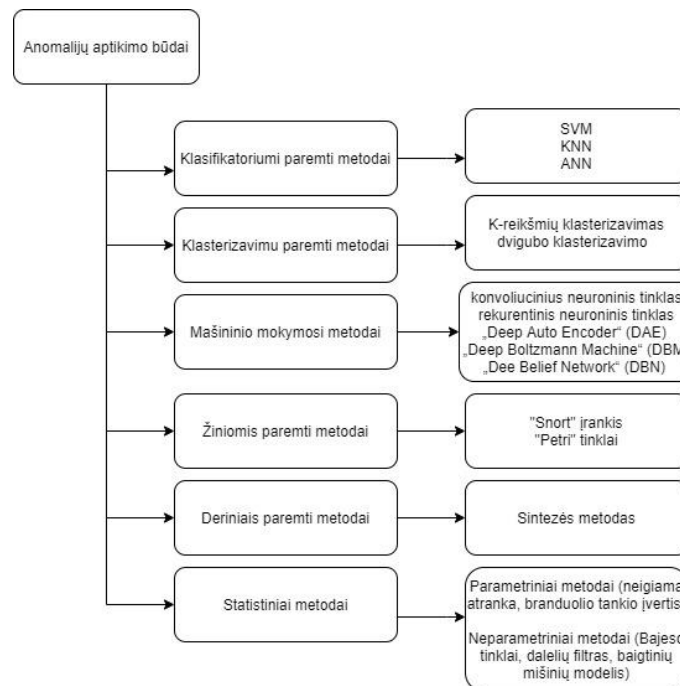 Anomalijų aptikimo būdai
Klasifikatoriumi paremti metodai
SVM
KNN
ANN
Klasterizavimu paremti metodai
K-reikšmių klasterizavimas
dvigubo klasterizavimo
Mašininio mokymosi metodai
konvoliucinius neuroninis tinklas
rekurentinis neuroninis tinklas
„Deep Auto Encoder“ (DAE)
„Deep Boltzmann Machine“ (DBM
„Dee Belief Network“ (DBN)
Žiniomis paremti metodai
"Snort" įrankis
"Petri" tinklai
Deriniais paremti metodai
Sintezės metodas
Statistiniai metodai
Parametriniai metodai (neigiama
atranka, branduolio tankio įvertis
Neparametriniai metodai (Bajeso
tinklai, dalelių filtras, baigtinių
mišinių modelis)